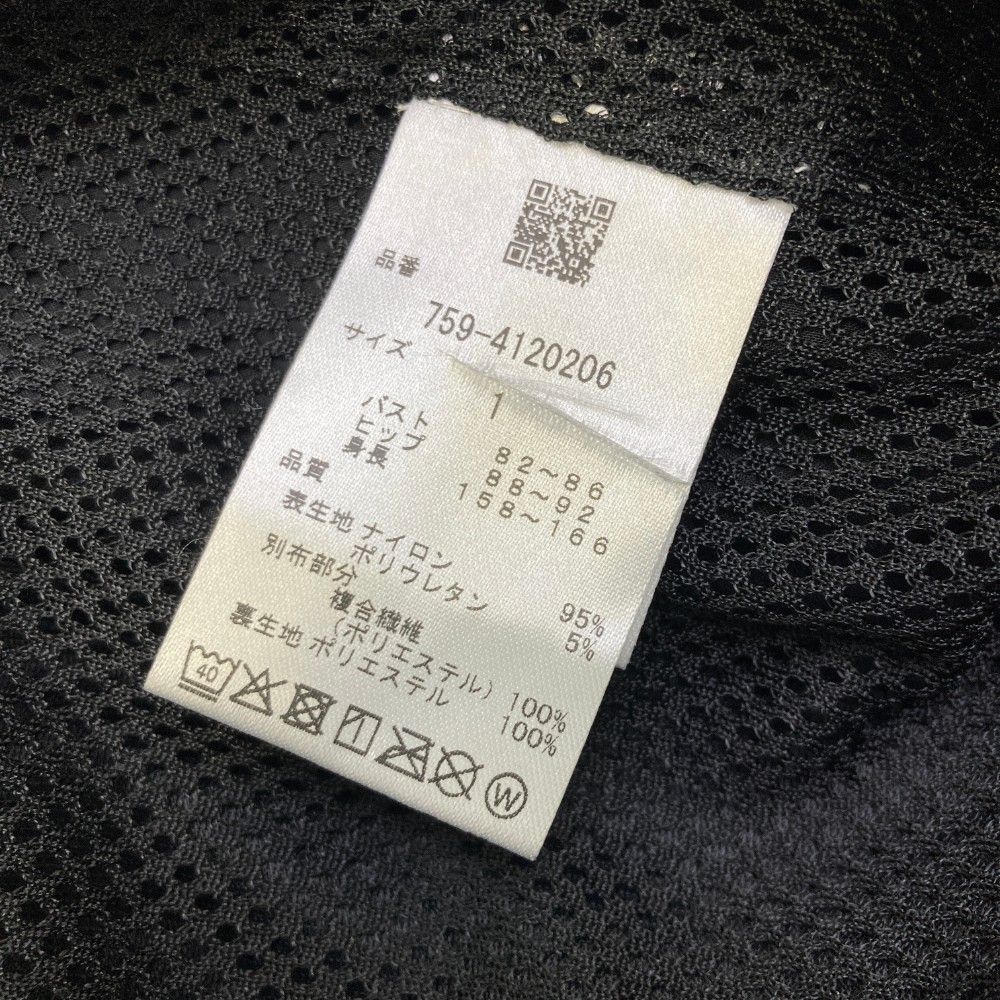 品番
759-4120206
サイズ
1
バスト 82～86
ヒップ 88～92
身長 158～166
品質
表生地 ナイロン 95%
ポリウレタン 5%
別布部分
複合繊維
(ポリエステル) 100%
裏生地 ポリエステル 100%
40
W